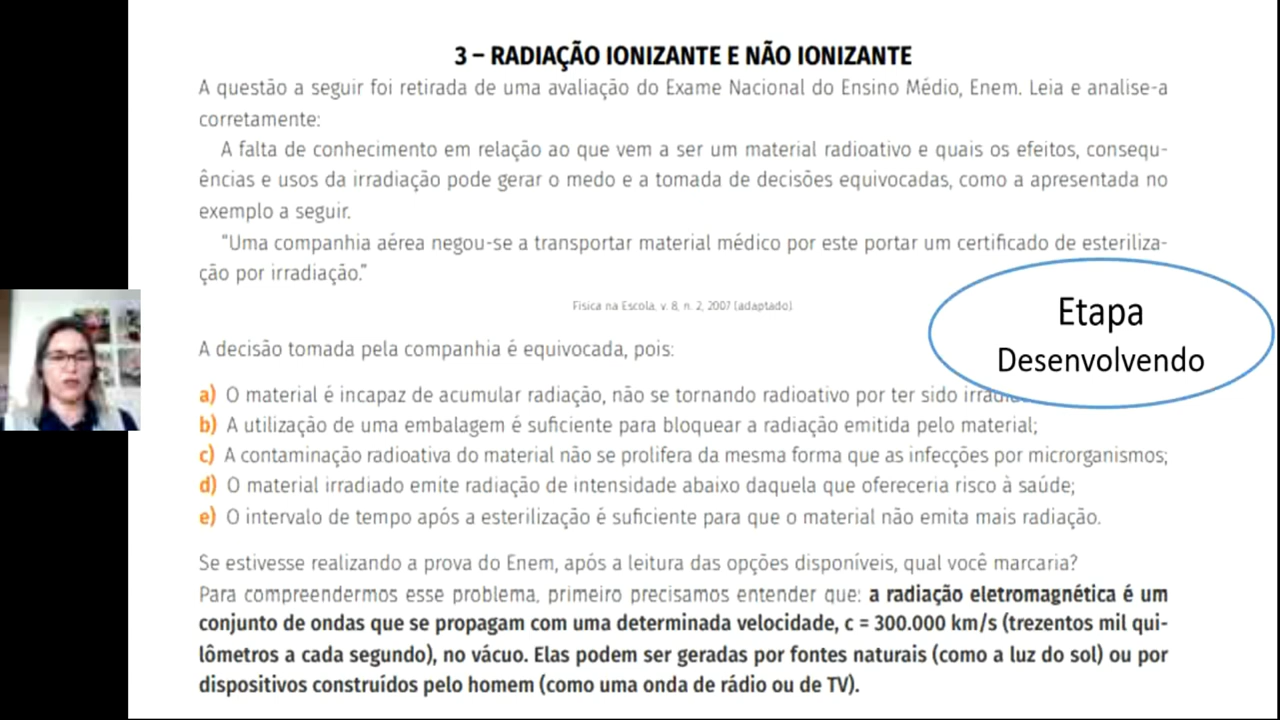 3 – RADIAÇÃO IONIZANTE E NÃO IONIZANTE
A questão a seguir foi retirada de uma avaliação do Exame Nacional do Ensino Médio, Enem. Leia e analise-a
corretamente:
A falta de conhecimento em relação ao que vem a ser um material radioativo e quais os efeitos, consequ-
ências e usos da irradiação pode gerar o medo e a tomada de decisões equivocadas, como a apresentada no
exemplo a seguir.
“Uma companhia aérea negou-se a transportar material médico por este portar um certificado de esteriliza-
ção por irradiação.”
Física na Escola, v. 8, n. 2, 2007 (adaptado).
Etapa
Desenvolvendo
A decisão tomada pela companhia é equivocada, pois:
a) O material é incapaz de acumular radiação, não se tornando radioativo por ter sido
b) A utilização de uma embalagem é suficiente para bloquear a radiação emitida pelo material;
c) A contaminação radioativa do material não se prolifera da mesma forma que as infecções por microrganismos;
d) O material irradiado emite radiação de intensidade abaixo daquela que ofereceria risco à saúde;
e) O intervalo de tempo após a esterilização é suficiente para que o material não emita mais radiação.
Se estivesse realizando a prova do Enem, após a leitura das opções disponíveis, qual você marcaria?
Para compreendermos esse problema, primeiro precisamos entender que: a radiação eletromagnética é um
conjunto de ondas que se propagam com uma determinada velocidade, c = 300.000 km/s (trezentos mil qui-
lômetros a cada segundo), no vácuo. Elas podem ser geradas por fontes naturais (como a luz do sol) ou por
dispositivos construídos pelo homem (como uma onda de rádio ou de TV).